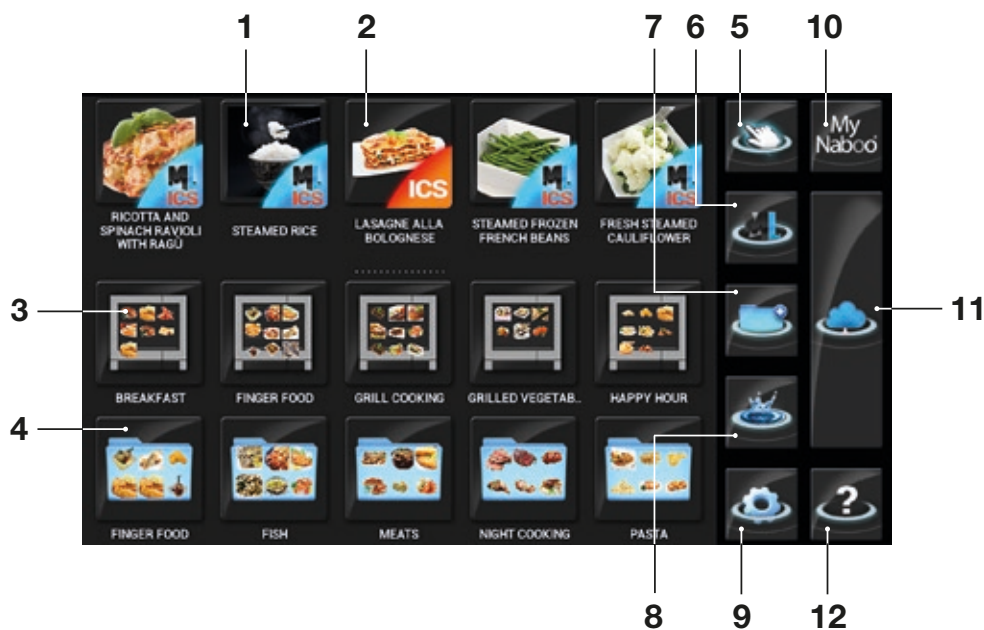 1
2
7
6
5
10
My
Naboo
M.
ICS
M.
ICS
ICS
M.
ICS
M.
ICS
RICOTTA AND
SPINACH RAVIOLI
WITH RAGÙ
STEAMED RICE
LASAGNE ALLA
BOLOGNESE
STEAMED FROZEN
FRENCH BEANS
FRESH STEAMED
CAULIFLOWER
3
11
BREAKFAST
FINGER FOOD
GRILL COOKING
GRILLED VEGETAB..
HAPPY HOUR
4
?
FINGER FOOD
FISH
MEATS
NIGHT COOKING
PASTA
8
9
12